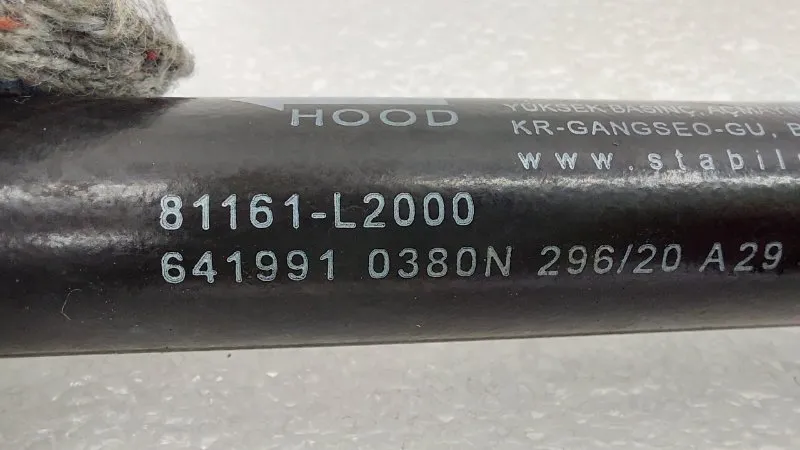 HOOD
YÜKSEK BASINÇ, AÇMAYIN
KR-GANGSEO-GU, B
www.stabil
81161-L2000
641991 0380N 296/20 A29